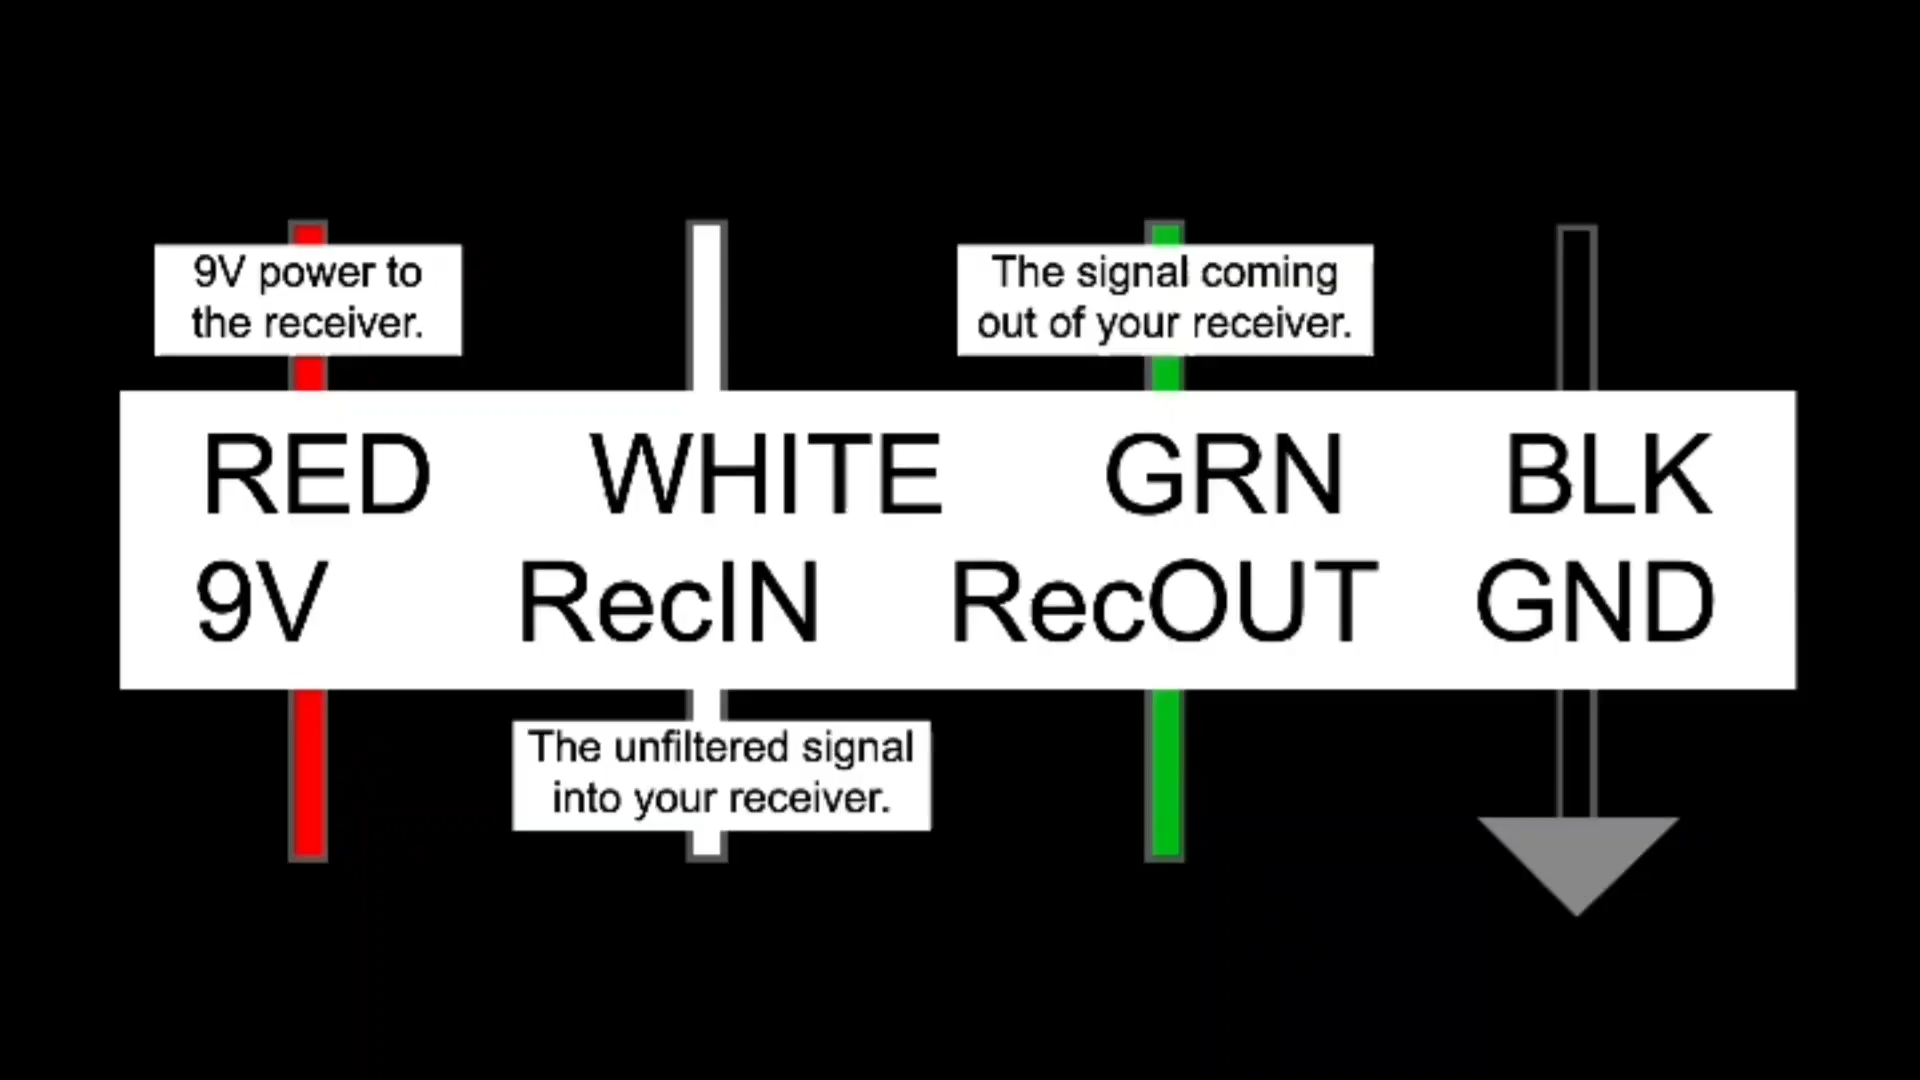 9V power to
the receiver.
The signal coming
out of your receiver.
RED WHITE GRN BLK
9V RecIN RecOUT GND
The unfiltered signal
into your receiver.